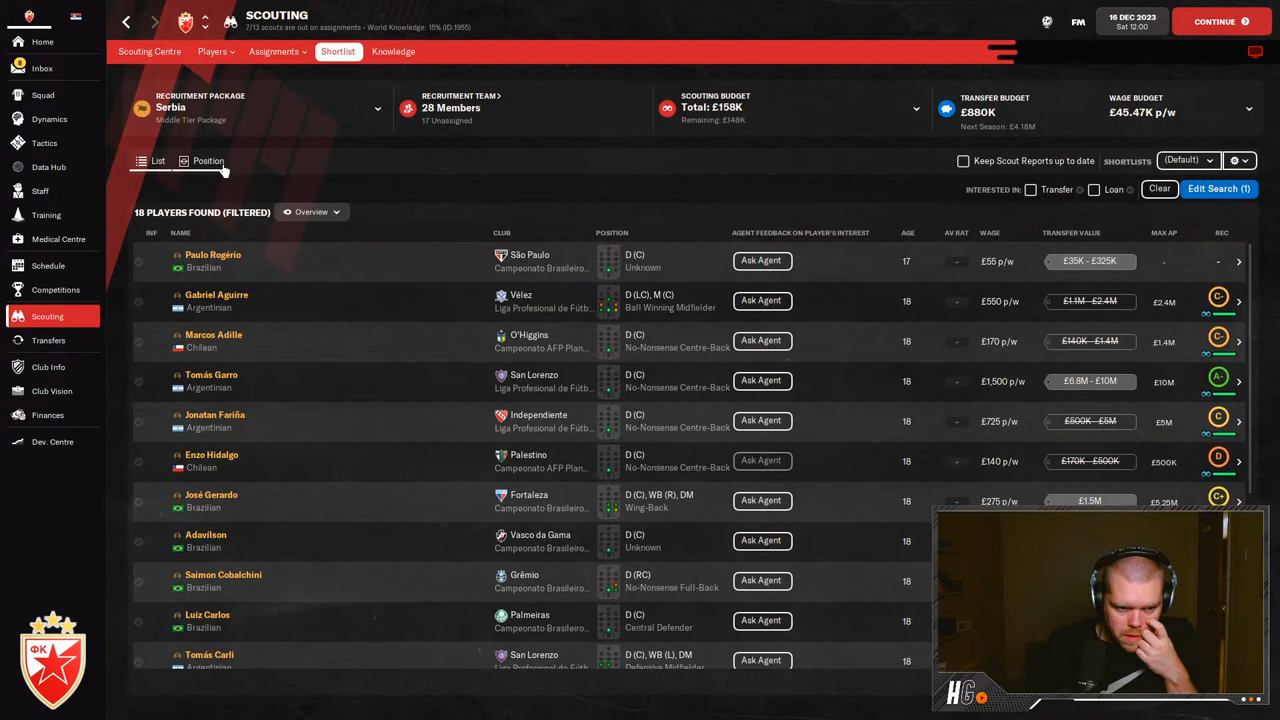 SCOUTING
7/13 scouts are out on assignments - World Knowledge: 15% (ID 1955)
FM
16 DEC 2023
Sat 12:00
CONTINUE
Scouting Centre
Players
Assignments
Shortlist
Knowledge
Home
8
Inbox
Squad
Dynamics
Tactics
Data Hub
Staff
Training
Medical Centre
Schedule
Competitions
Scouting
Transfers
Club Info
Club Vision
Finances
Dev. Centre
RECRUITMENT PACKAGE
Serbia
Middle Tier Package
RECRUITMENT TEAM
28 Members
17 Unassigned
SCOUTING BUDGET
Total: £158K
Remaining: £148K
TRANSFER BUDGET
£880K
Next Season: £4.18M
WAGE BUDGET
£45.47K p/w
List
Position
Keep Scout Reports up to date
SHORTLISTS
(Default)
INTERESTED IN:
Transfer
Loan
Clear
Edit Search (1)
18 PLAYERS FOUND (FILTERED)
Overview
INF NAME CLUB POSITION AGENT FEEDBACK ON PLAYER'S INTEREST AGE AV RAT WAGE TRANSFER VALUE MAX AP REC
Paulo Rogério São Paulo D (C) Ask Agent 17 - £55 p/w £35K - £325K - -
Brazilian Campeonato Brasileiro... Unknown
Gabriel Aguirre Vélez D (LC), M (C) Ask Agent 18 - £550 p/w £1.1M - £2.4M £2.4M C-
Argentinian Liga Profesional de Fútb... Ball Winning Midfielder
Marcos Adille O'Higgins D (C) Ask Agent 18 - £170 p/w £140K - £1.4M £1.4M C-
Chilean Campeonato AFP Plan... No-Nonsense Centre-Back
Tomás Garro San Lorenzo D (C) Ask Agent 18 - £1,500 p/w £6.8M - £10M £10M A-
Argentinian Liga Profesional de Fútb... No-Nonsense Centre-Back
Jonatan Fariña Independiente D (C) Ask Agent 18 - £725 p/w £500K - £5M £5M C
Argentinian Liga Profesional de Fútb... No-Nonsense Centre-Back
Enzo Hidalgo Palestino D (C) Ask Agent 18 - £140 p/w £170K - £500K £500K D
Chilean Campeonato AFP Plan... No-Nonsense Centre-Back
José Gerardo Fortaleza D (C), WB (R), DM Ask Agent 18 - £275 p/w £1.5M £5.25M C+
Brazilian Campeonato Brasileiro... Wing-Back
Adavílson Vasco da Gama D (C) Ask Agent 18
Brazilian Campeonato Brasileiro... Unknown
Saimon Cobalchini Grêmio D (RC) Ask Agent 18
Brazilian Campeonato Brasileiro... No-Nonsense Full-Back
Luiz Carlos Palmeiras D (C) Ask Agent 18
Brazilian Campeonato Brasileiro... Central Defender
Tomás Carli San Lorenzo D (C), WB (L), DM Ask Agent 18
Argentinian Liga Profesional de Fútb... Defensive Midfielder
ФК
HG